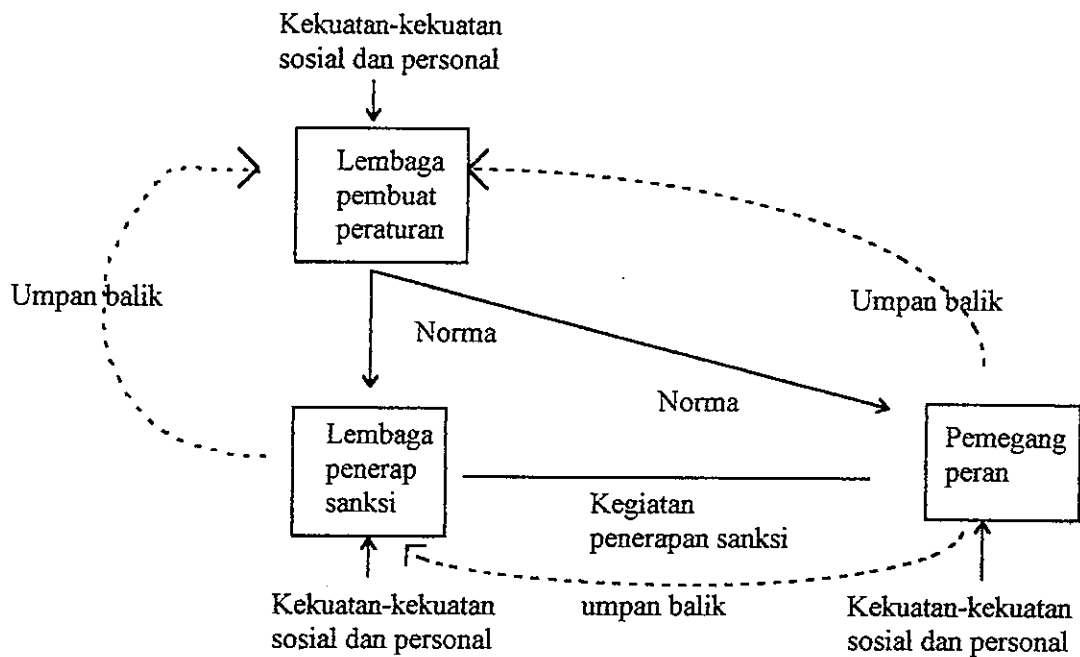 Kekuatan-kekuatan
sosial dan personal
Lembaga
pembuat
peraturan
Umpan balik
Umpan balik
Norma
Norma
Lembaga
penerap
sanksi
Pemegang
peran
Kegiatan
penerapan sanksi
Kekuatan-kekuatan
sosial dan personal
umpan balik
Kekuatan-kekuatan
sosial dan personal